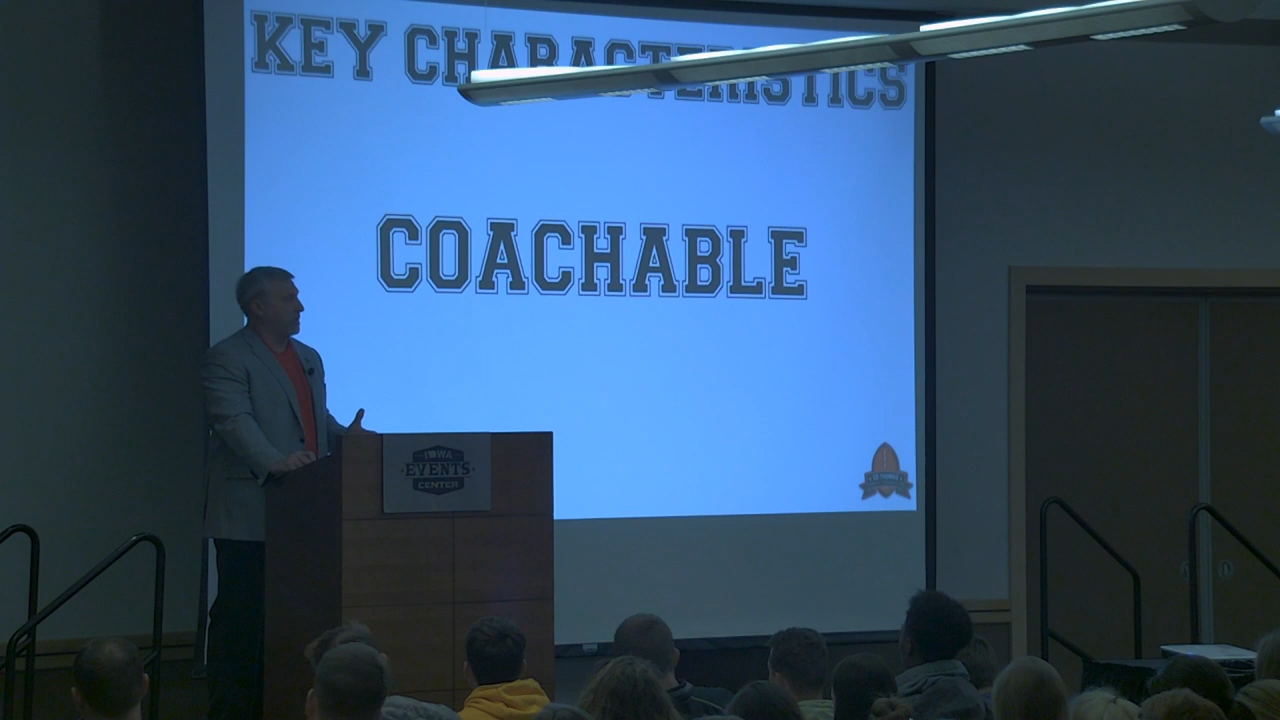 KEY CHARACTERISTICS
COACHABLE
IOWA
EVENTS
CENTER